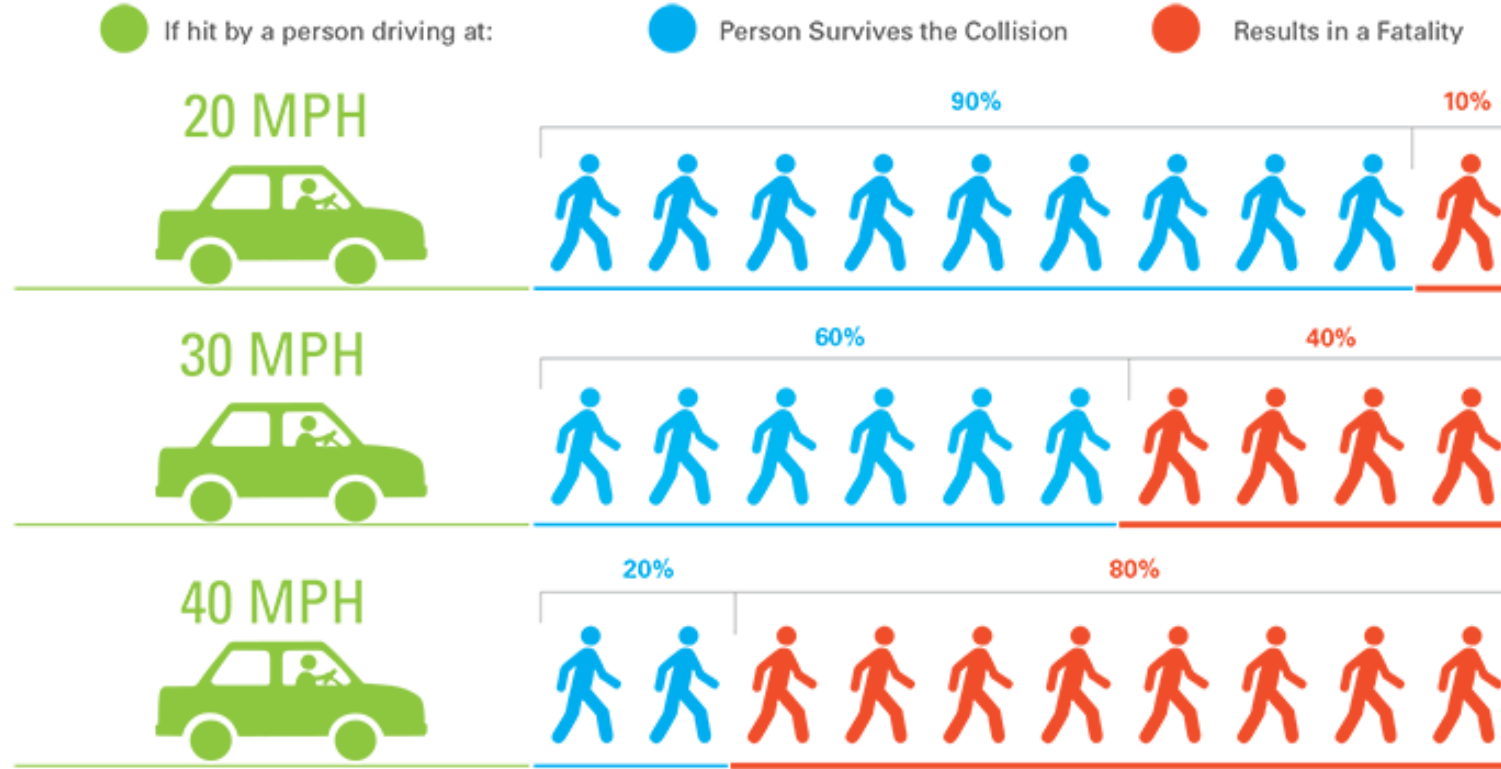 If hit by a person driving at: Person Survives the Collision Results in a Fatality
20 MPH 90% 10%
30 MPH 60% 40%
40 MPH 20% 80%